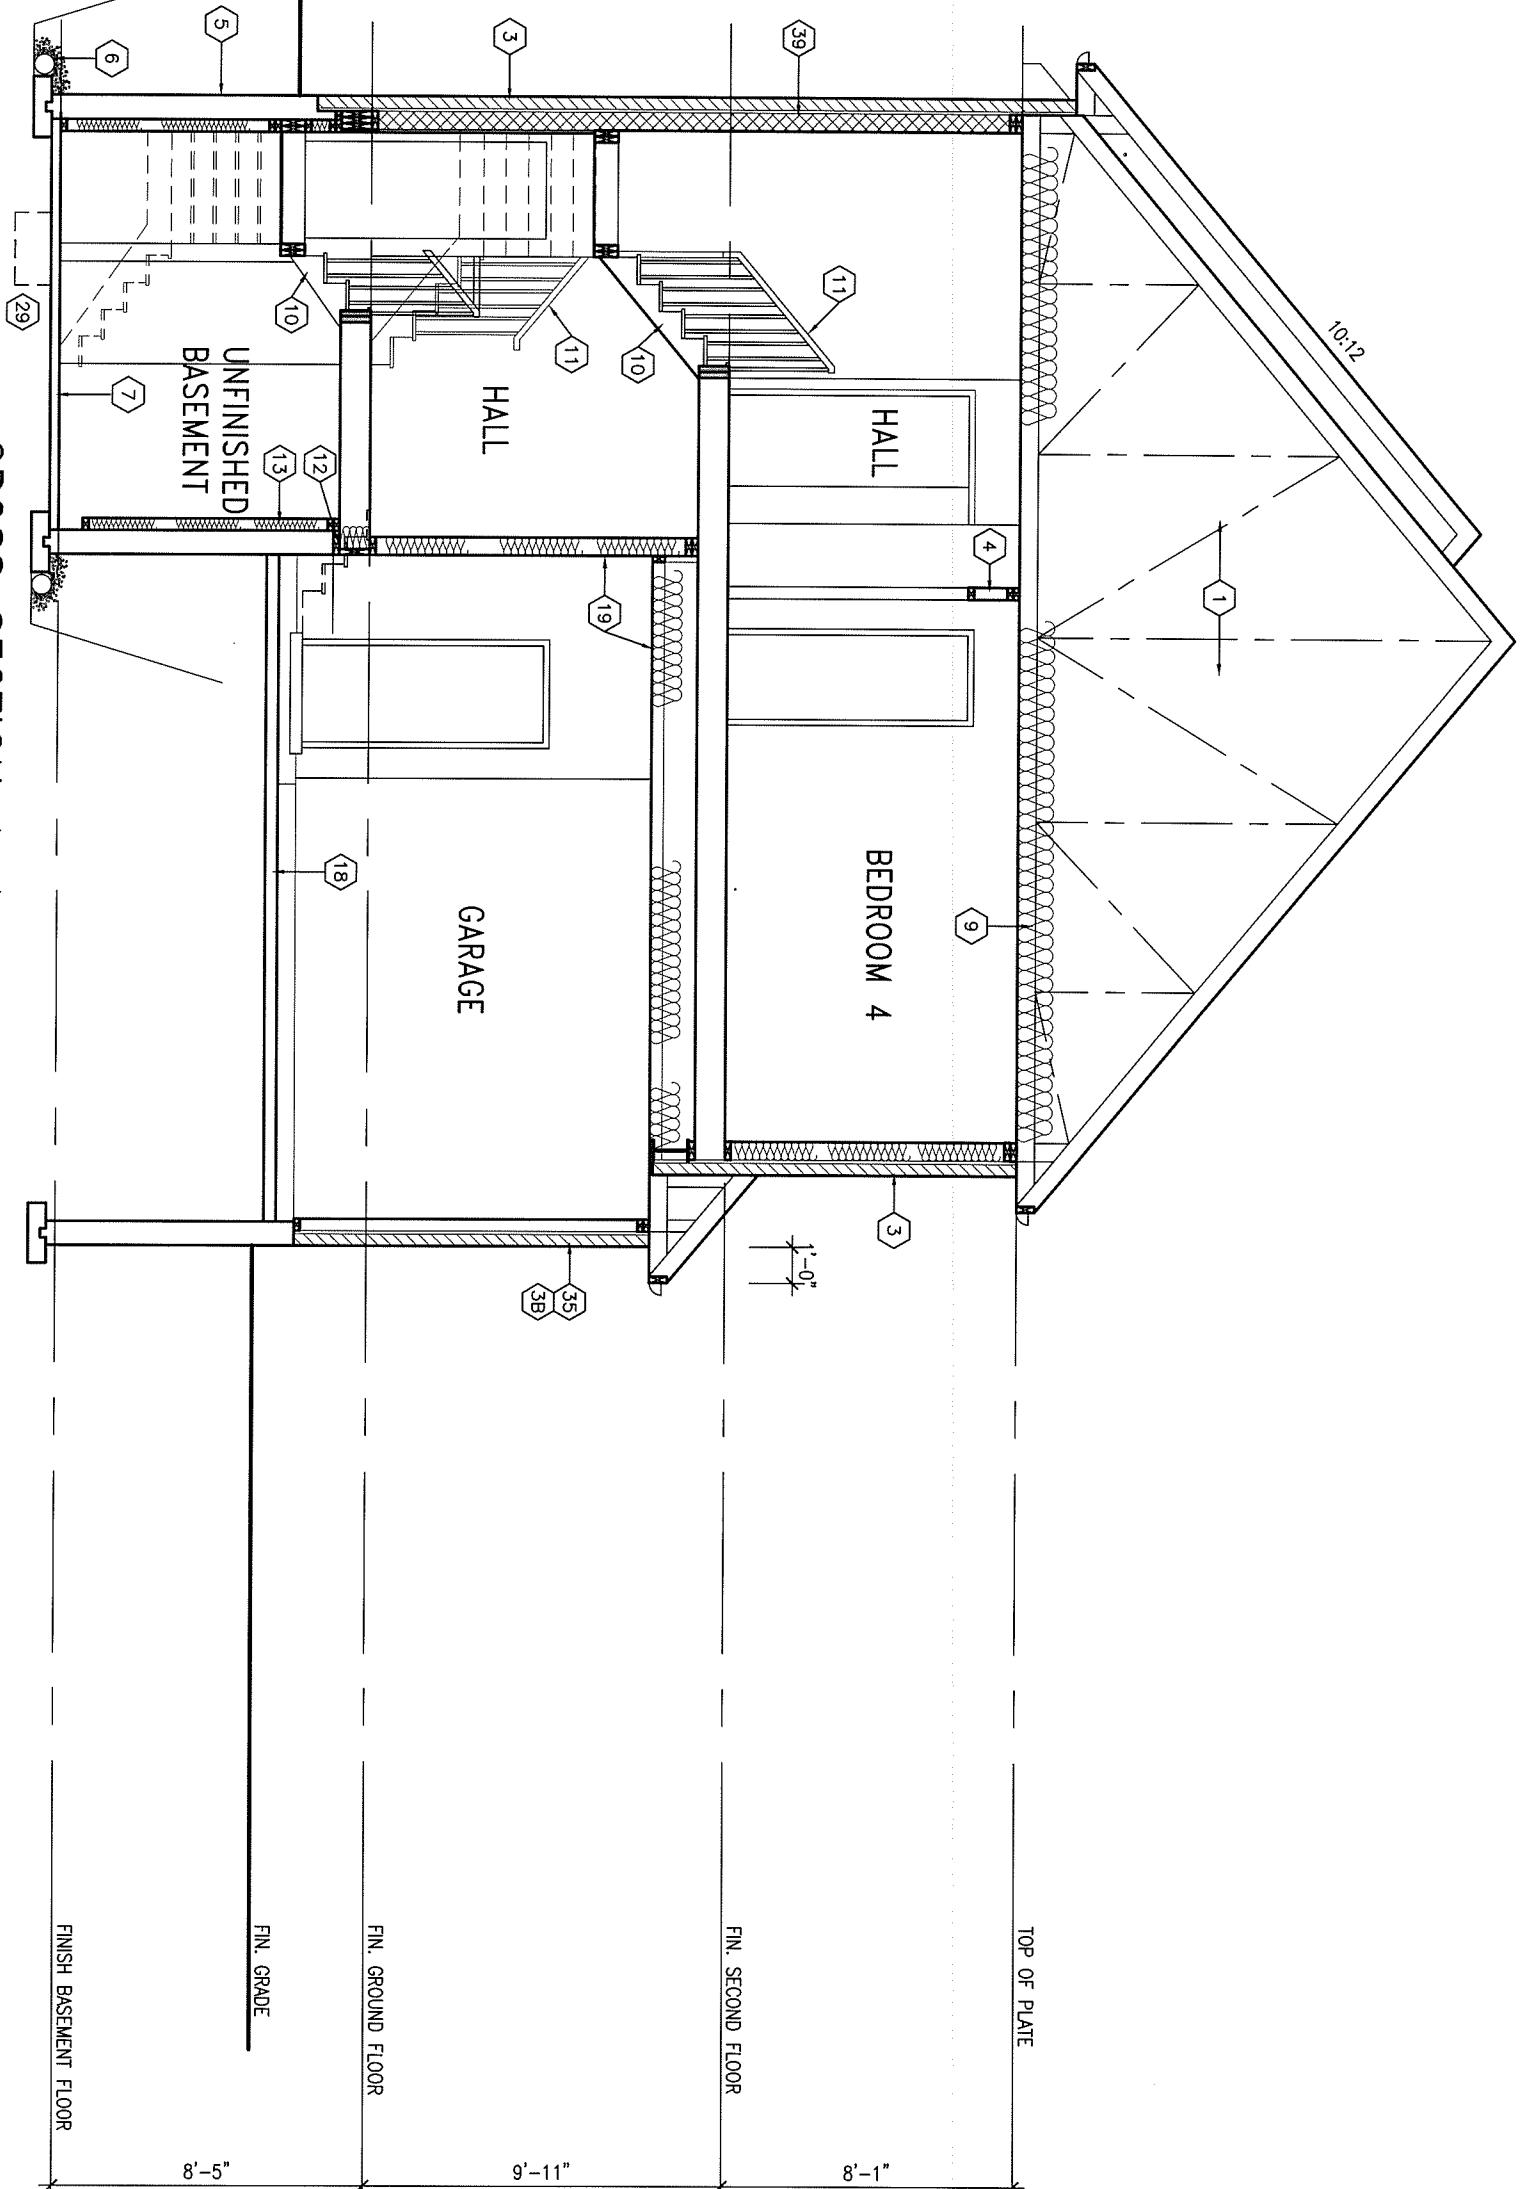 10:12
1
TOP OF PLATE
39
3
4
9
HALL
BEDROOM 4
8'-1"
11
3
1'-0"
10
FIN. SECOND FLOOR
19
11
HALL
GARAGE
35
3B
9'-11"
10
12
18
FIN. GROUND FLOOR
5
13
UNFINISHED
BASEMENT
FIN. GRADE
8'-5"
6
7
29
FINISH BASEMENT FLOOR